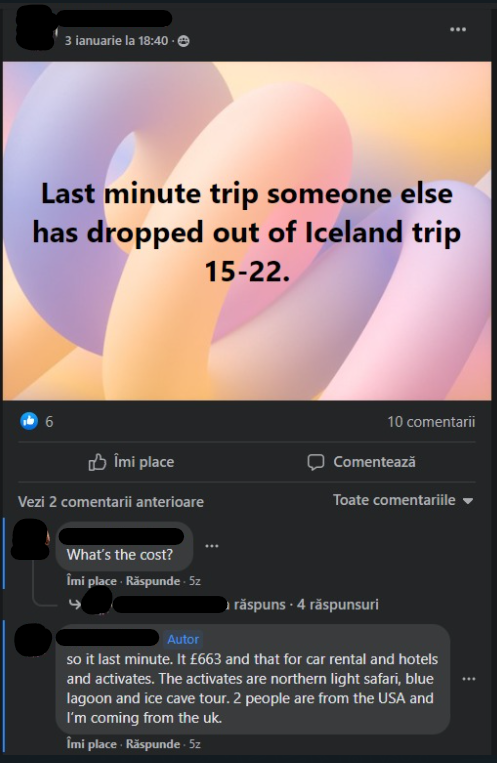 3 ianuarie la 18:40 ·
Last minute trip someone else
has dropped out of Iceland trip
15-22.
6
10 comentarii
Îmi place
Comentează
Vezi 2 comentarii anterioare
Toate comentariile
What's the cost?
Îmi place · Răspunde · 5z
a răspuns · 4 răspunsuri
Autor
so it last minute. It £663 and that for car rental and hotels
and activates. The activates are northern light safari, blue
lagoon and ice cave tour. 2 people are from the USA and
I'm coming from the uk.
Îmi place · Răspunde · 5z